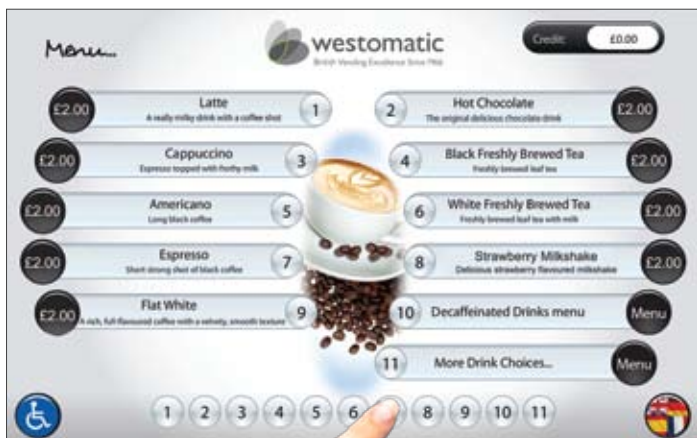 Menu...
westomatic
British Vending Excellence Since 1966
Credit: £0.00
£2.00 Latte 1
A really milky drink with a coffee shot
2 Hot Chocolate £2.00
The original delicious chocolate drink
£2.00 Cappuccino 3
Espresso topped with frothy milk
4 Black Freshly Brewed Tea £2.00
Freshly brewed leaf tea
£2.00 Americano 5
Long black coffee
6 White Freshly Brewed Tea £2.00
Freshly brewed leaf tea with milk
£2.00 Espresso 7
Short strong shot of black coffee
8 Strawberry Milkshake £2.00
Delicious strawberry flavoured milkshake
£2.00 Flat White 9
A rich, full-flavoured coffee with a velvety, smooth texture
10 Decaffeinated Drinks menu Menu
11 More Drink Choices... Menu
1 2 3 4 5 6 8 9 10 11